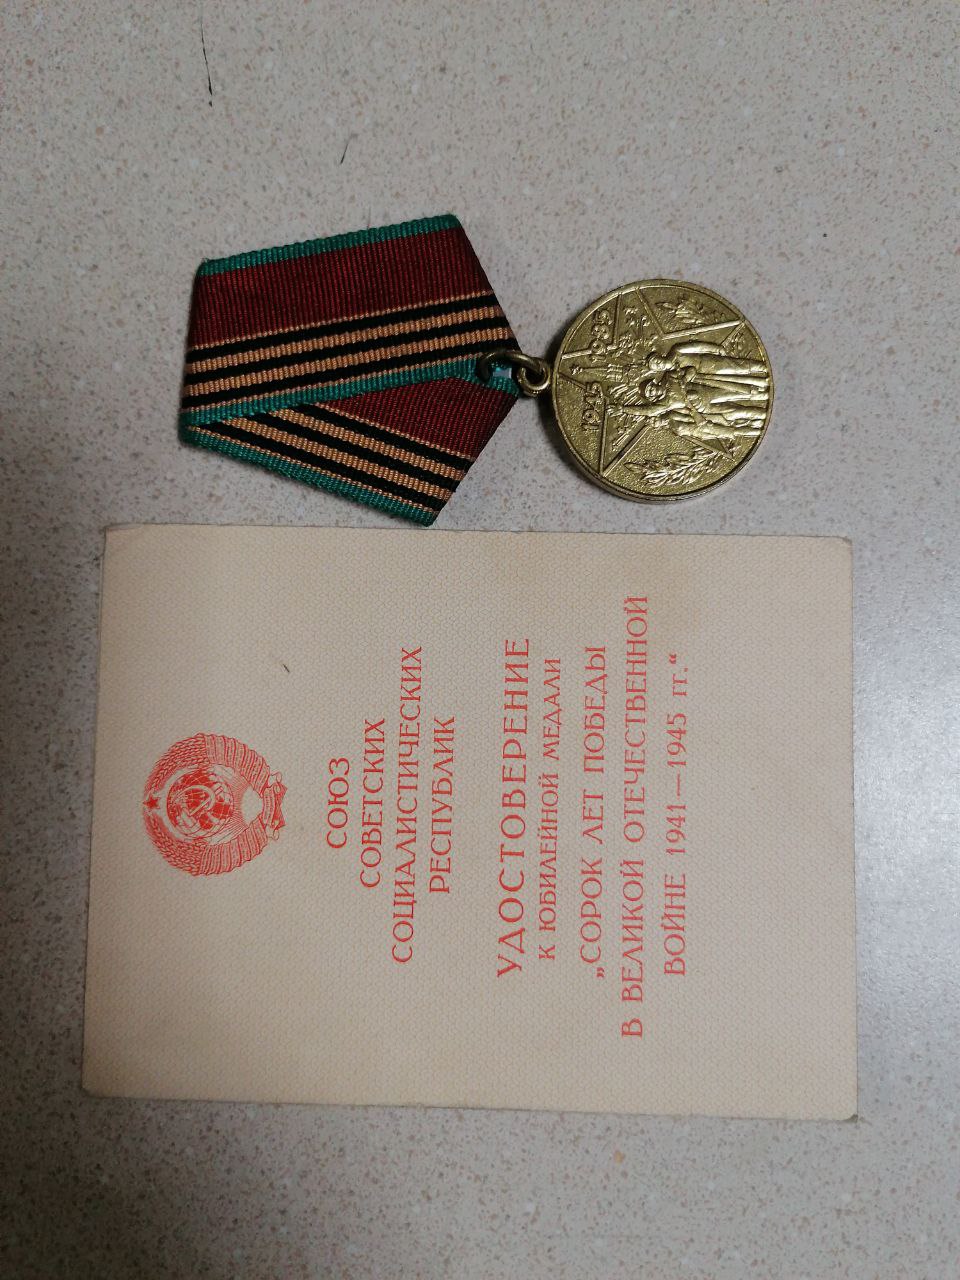 1945 1985
СОЮЗ
СОВЕТСКИХ
СОЦИАЛИСТИЧЕСКИХ
РЕСПУБЛИК
УДОСТОВЕРЕНИЕ
К ЮБИЛЕЙНОЙ МЕДАЛИ
„СОРОК ЛЕТ ПОБЕДЫ
В ВЕЛИКОЙ ОТЕЧЕСТВЕННОЙ
ВОЙНЕ 1941—1945 гг.“